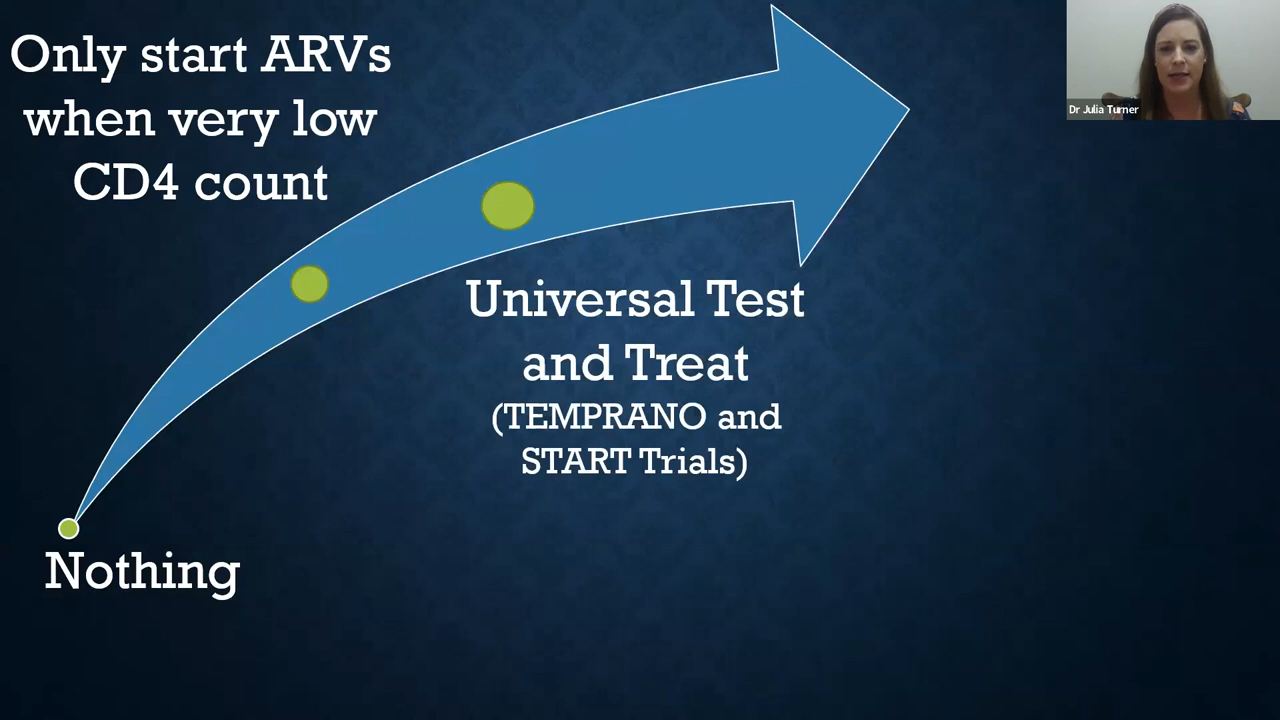 Only start ARVs
when very low
CD4 count
Dr Julia Turner
Universal Test
and Treat
(TEMPRANO and
START Trials)
Nothing